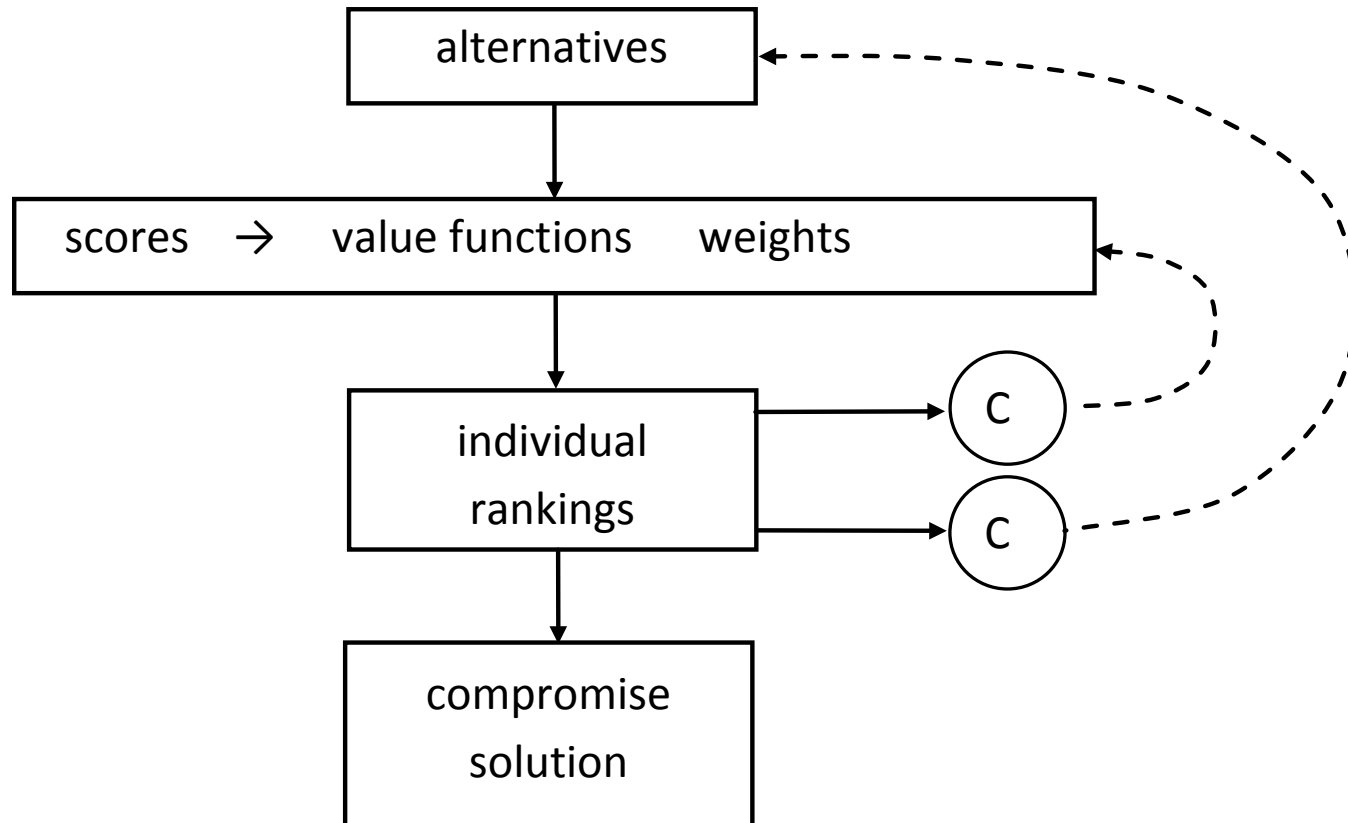 alternatives
scores → value functions weights
individual
rankings
C
C
compromise
solution